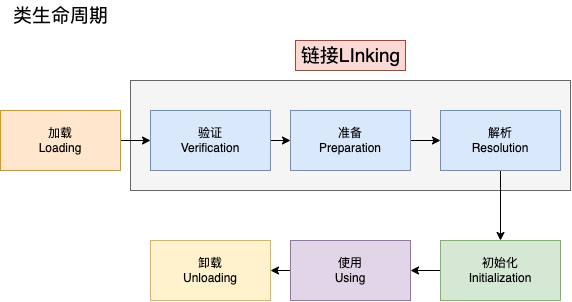 类生命周期
链接LInking
加载
Loading
验证
Verification
准备
Preparation
解析
Resolution
卸载
Unloading
使用
Using
初始化
Initialization